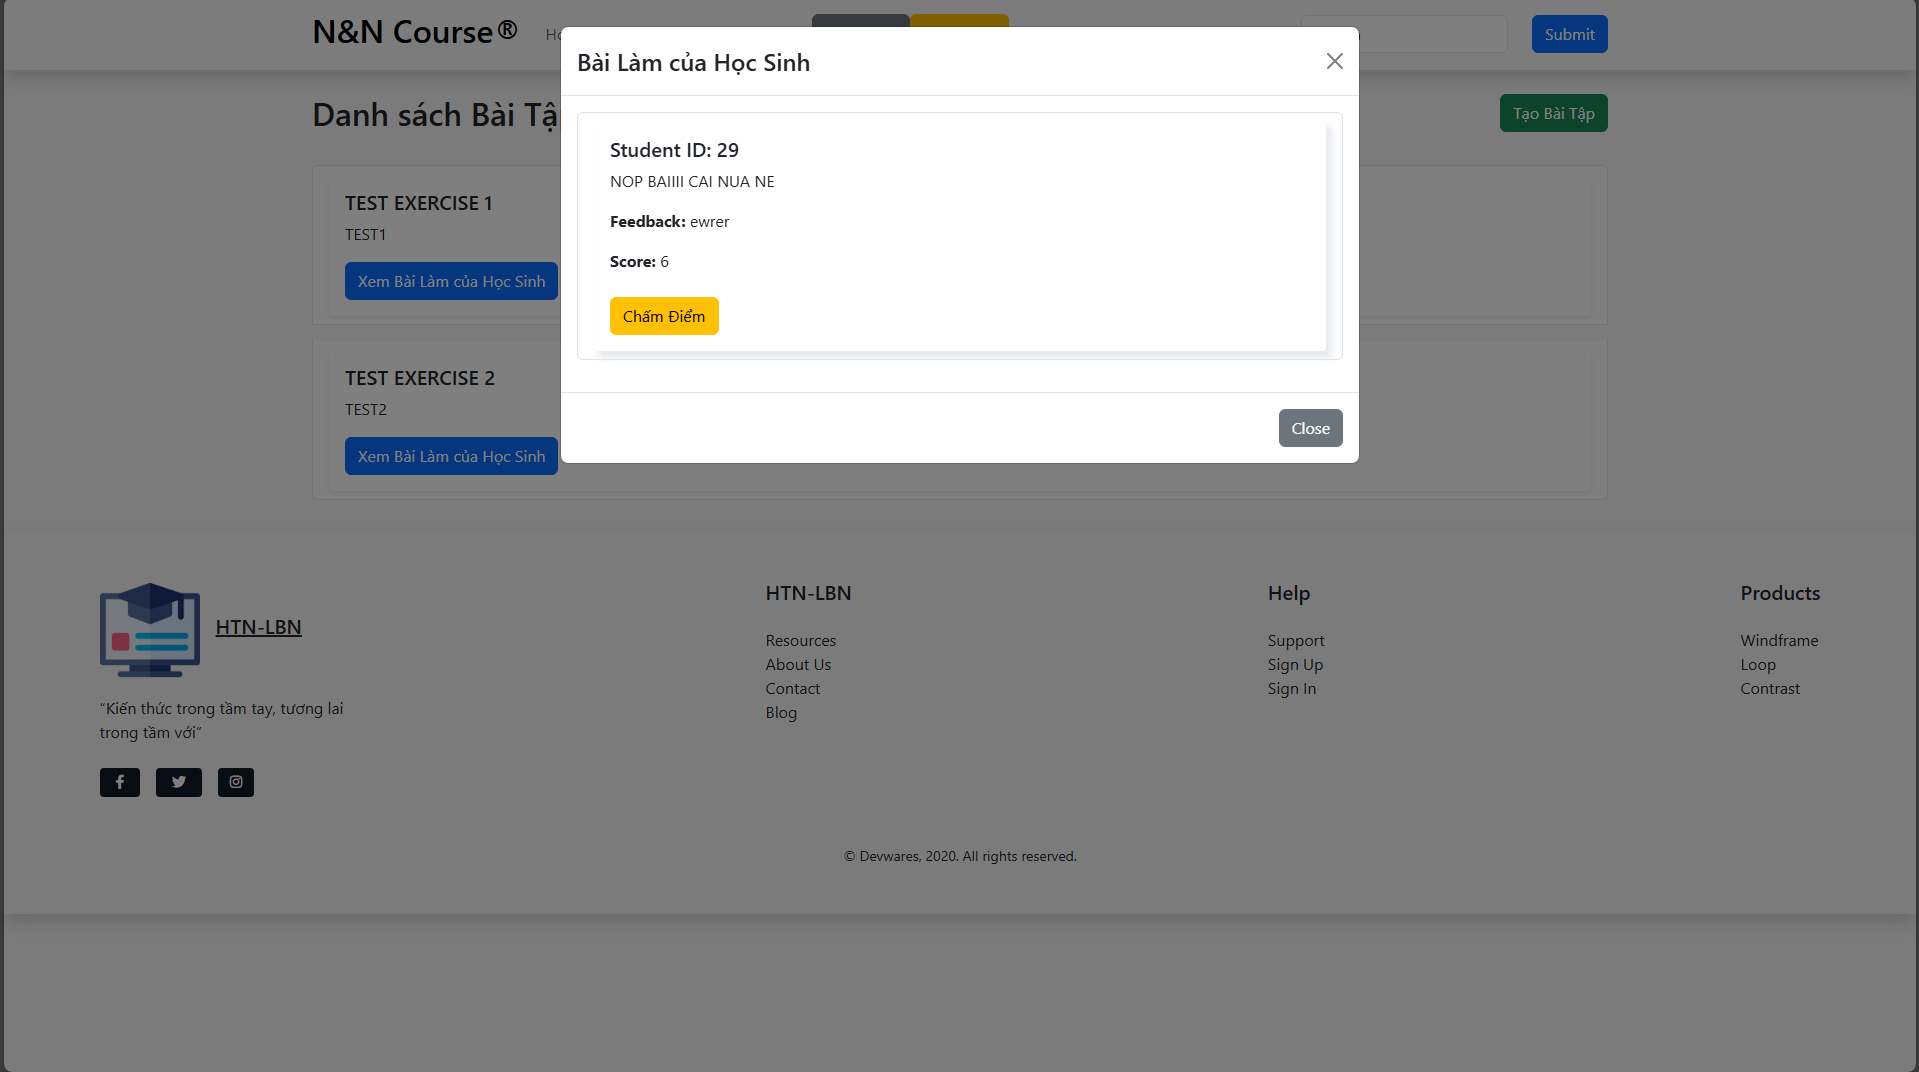 N&N Course®
Submit
Bài Làm của Học Sinh
Danh sách Bài
Tạo Bài Tập
Student ID: 29
NOP BAIIII CAI NUA NE
Feedback: ewrer
Score: 6
Chấm Điểm
Close
TEST EXERCISE 1
TEST1
Xem Bài Làm của Học Sinh
TEST EXERCISE 2
TEST2
Xem Bài Làm của Học Sinh
HTN-LBN
“Kiến thức trong tầm tay, tương lai
trong tầm với”
HTN-LBN
Resources
About Us
Contact
Blog
Help
Support
Sign Up
Sign In
Products
Windframe
Loop
Contrast
© Devwares, 2020. All rights reserved.